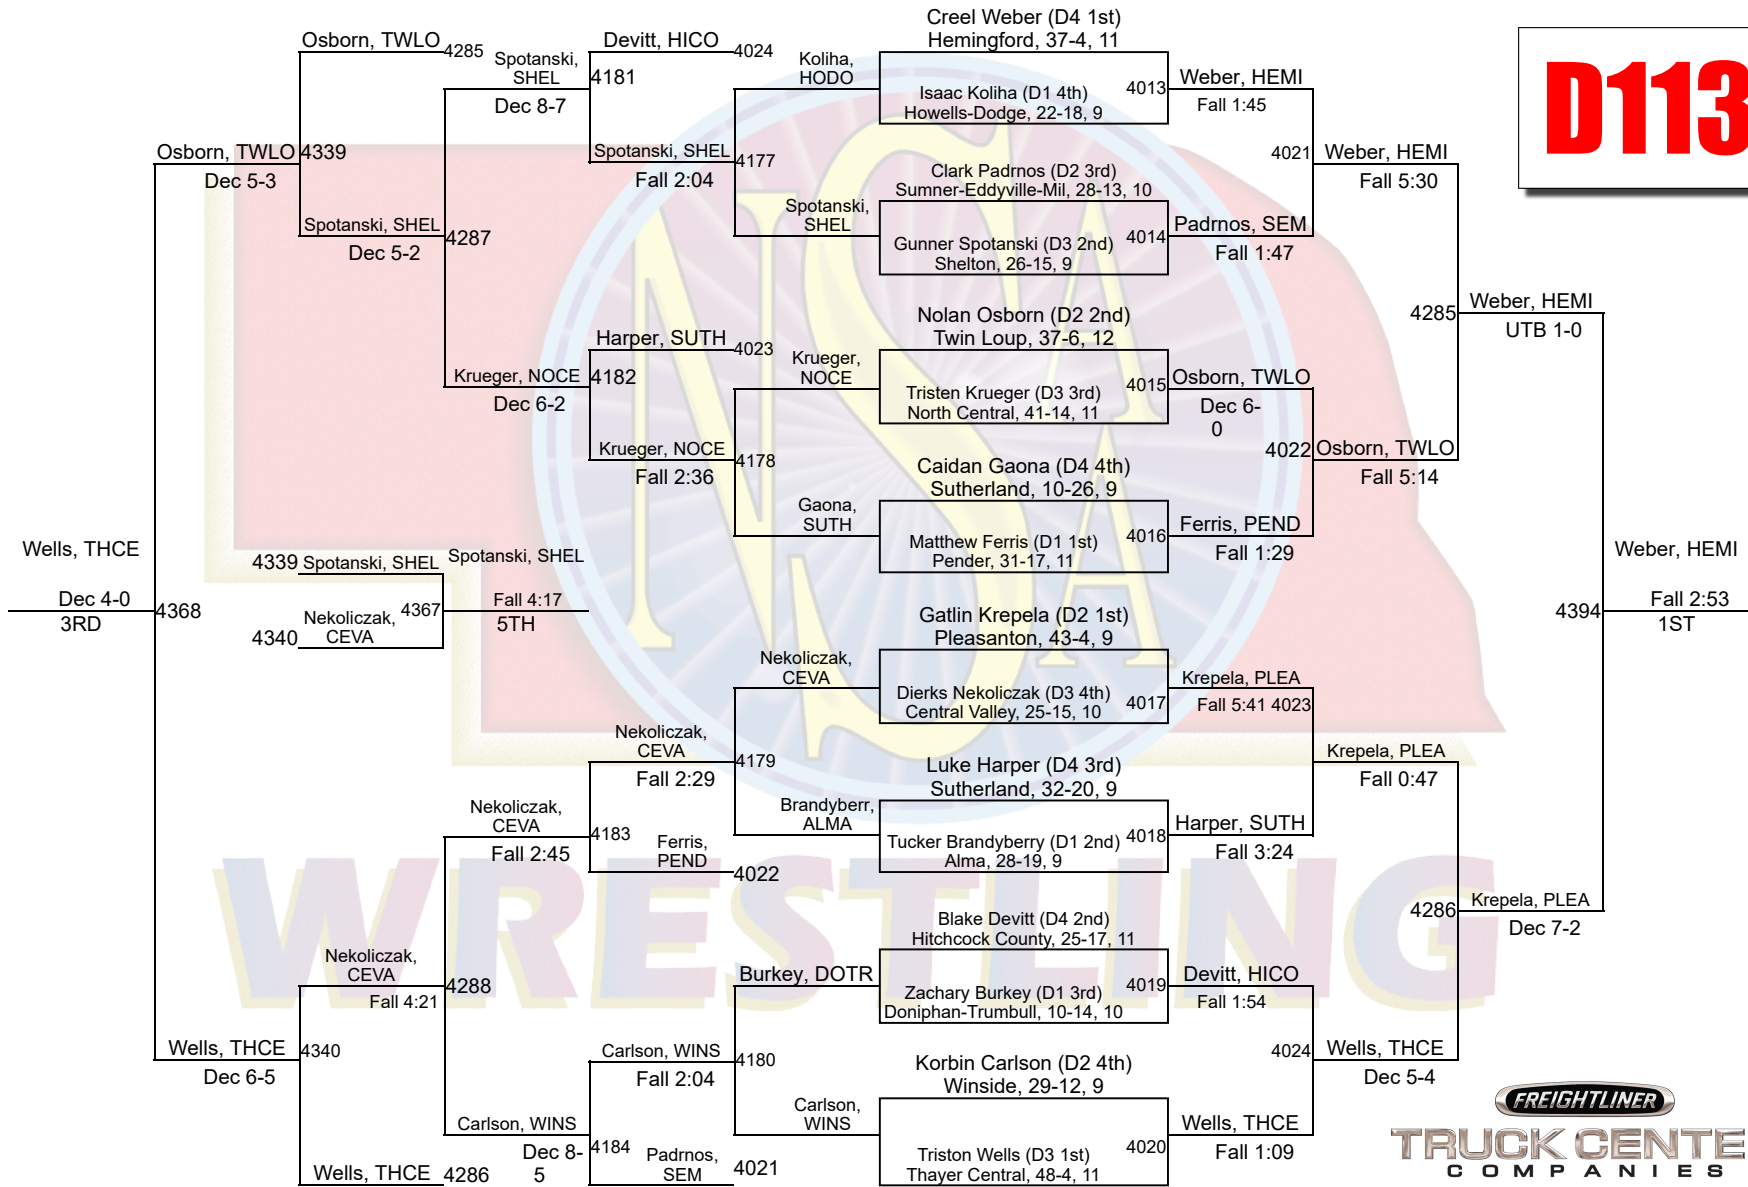 Creel Weber (D4 1st)
Hemingford, 37-4, 11
Osborn, TWLO
4285
Devitt, HICO
4024
D113
Spotanski,
SHEL
4181
Dec 8-7
Koliha,
HODO
Isaac Koliha (D1 4th)
Howells-Dodge, 22-18, 9
4013
Weber, HEMI
Fall 1:45
Osborn, TWLO
4339
Dec 5-3
Spotanski, SHEL
4177
Fall 2:04
Clark Padrnos (D2 3rd)
Sumner-Eddyville-Mil, 28-13, 10
4021
Weber, HEMI
Fall 5:30
Spotanski, SHEL
4287
Dec 5-2
Spotanski,
SHEL
Gunner Spotanski (D3 2nd)
Shelton, 26-15, 9
4014
Padrnos, SEM
Fall 1:47
Nolan Osborn (D2 2nd)
Twin Loup, 37-6, 12
4285
Weber, HEMI
UTB 1-0
Harper, SUTH
4023
Krueger, NOCE
4182
Dec 6-2
Krueger,
NOCE
Tristen Krueger (D3 3rd)
North Central, 41-14, 11
4015
Osborn, TWLO
Dec 6-
0
Krueger, NOCE
4178
Fall 2:36
Caidan Gaona (D4 4th)
Sutherland, 10-26, 9
4022
Osborn, TWLO
Fall 5:14
Gaona,
SUTH
Matthew Ferris (D1 1st)
Pender, 31-17, 11
4016
Ferris, PEND
Fall 1:29
Wells, THCE
Dec 4-0
3RD
4368
4339
Spotanski, SHEL
Spotanski, SHEL
Nekoliczak,
CEVA
4367
4340
Fall 4:17
5TH
Weber, HEMI
4394
Fall 2:53
1ST
Gatlin Krepela (D2 1st)
Pleasanton, 43-4, 9
Nekoliczak,
CEVA
Dierks Nekoliczak (D3 4th)
Central Valley, 25-15, 10
4017
Krepela, PLEA
Fall 5:41
4023
Nekoliczak,
CEVA
4179
Fall 2:29
Luke Harper (D4 3rd)
Sutherland, 32-20, 9
Krepela, PLEA
Fall 0:47
Nekoliczak,
CEVA
4183
Fall 2:45
Brandyberr,
ALMA
Tucker Brandyberry (D1 2nd)
Alma, 28-19, 9
4018
Harper, SUTH
Fall 3:24
Ferris,
PEND
4022
Blake Devitt (D4 2nd)
Hitchcock County, 25-17, 11
4286
Krepela, PLEA
Dec 7-2
Nekoliczak,
CEVA
4288
Fall 4:21
Burkey, DOTR
Zachary Burkey (D1 3rd)
Doniphan-Trumbull, 10-14, 10
4019
Devitt, HICO
Fall 1:54
Wells, THCE
4340
Dec 6-5
Carlson, WINS
4180
Fall 2:04
Korbin Carlson (D2 4th)
Winside, 29-12, 9
4024
Wells, THCE
Dec 5-4
Carlson, WINS
4184
Dec 8-
5
Carlson,
WINS
Triston Wells (D3 1st)
Thayer Central, 48-4, 11
4020
Wells, THCE
Fall 1:09
Wells, THCE
4286
Padrnos,
SEM
4021
NSAA
WRESTLING
FREIGHTLINER
TRUCK CENTE
COMPANIES